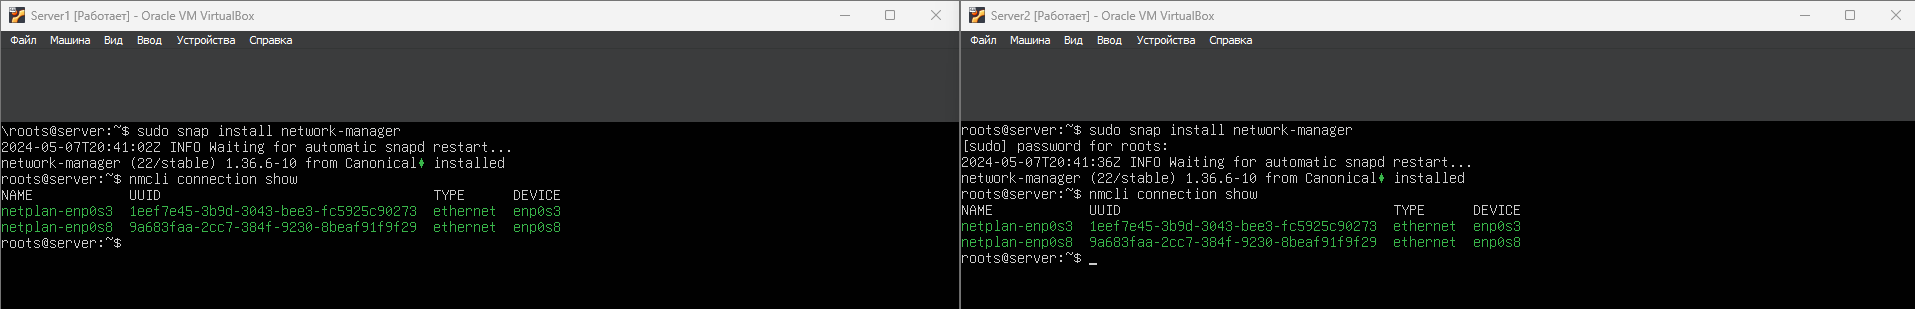 Server1 [Работает] - Oracle VM VirtualBox
Файл Машина Вид Ввод Устройства Справка
\roots@server:~$ sudo snap install network-manager
2024-05-07T20:41:02Z INFO Waiting for automatic snapd restart...
network-manager (22/stable) 1.36.6-10 from Canonical♦ installed
roots@server:~$ nmcli connection show
NAME UUID TYPE DEVICE
netplan-enp0s3 1eef7e45-3b9d-3043-bee3-fc5925c90273 ethernet enp0s3
netplan-enp0s8 9a683faa-2cc7-384f-9230-8beaf91f9f29 ethernet enp0s8
roots@server:~$
Server2 [Работает] - Oracle VM VirtualBox
Файл Машина Вид Ввод Устройства Справка
roots@server:~$ sudo snap install network-manager
[sudo] password for roots:
2024-05-07T20:41:36Z INFO Waiting for automatic snapd restart...
network-manager (22/stable) 1.36.6-10 from Canonical♦ installed
roots@server:~$ nmcli connection show
NAME UUID TYPE DEVICE
netplan-enp0s3 1eef7e45-3b9d-3043-bee3-fc5925c90273 ethernet enp0s3
netplan-enp0s8 9a683faa-2cc7-384f-9230-8beaf91f9f29 ethernet enp0s8
roots@server:~$ _